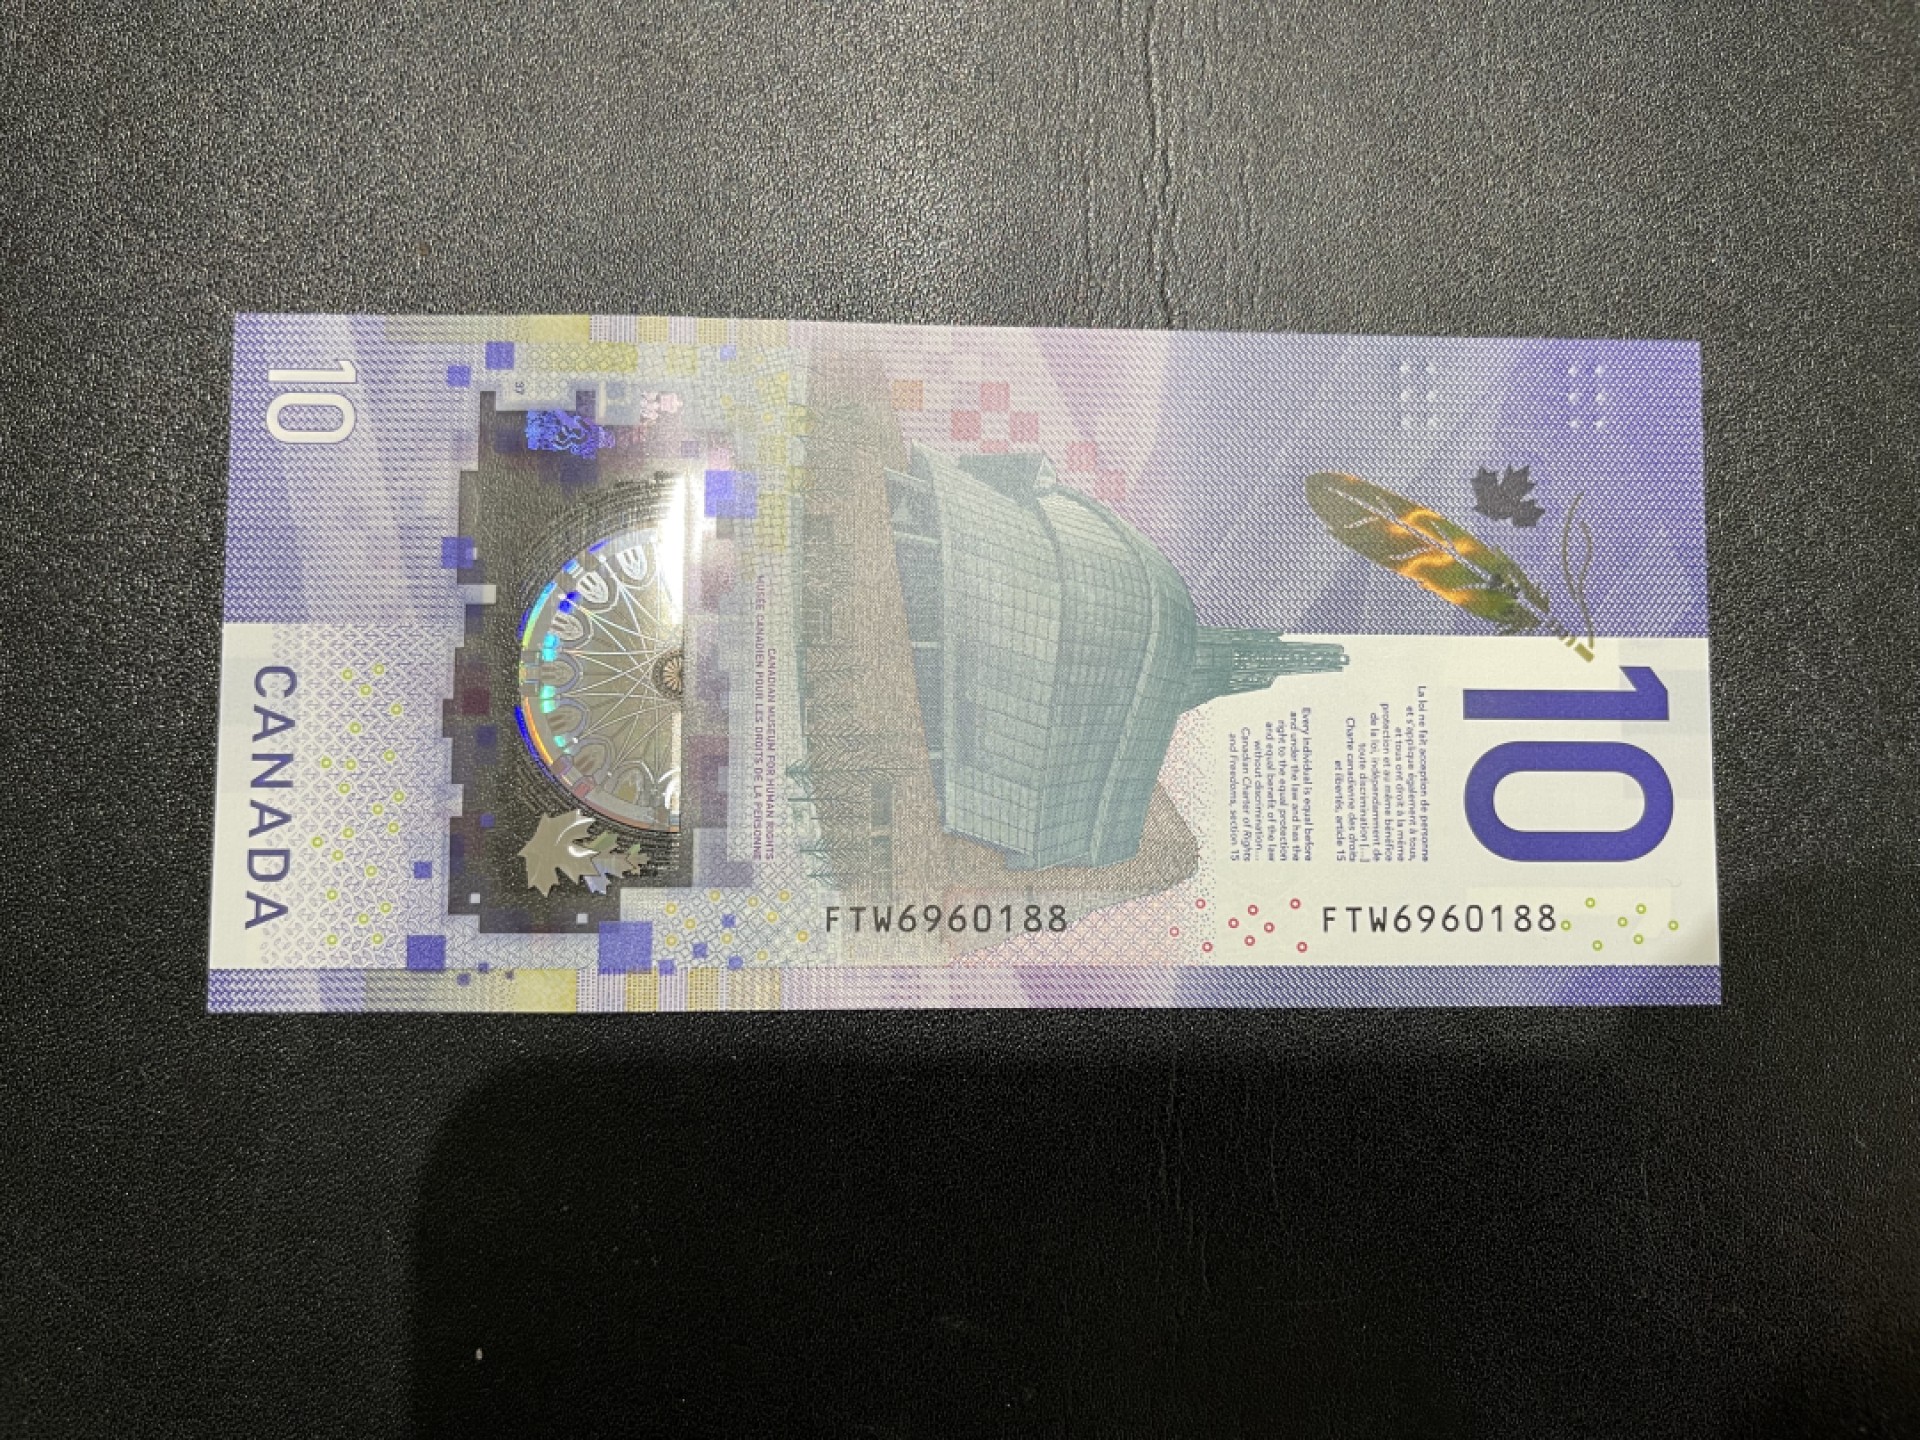 10
La loi ne fait acception de personne
et s'applique également à tous,
et tous ont droit à la même
protection et au même bénéfice
de la loi, indépendamment de
toute discrimination [...]
Charte canadienne des droits
et libertés, article 15
Every individual is equal before
and under the law and has the
right to the equal protection
and equal benefit of the law
without discrimination...
Canadian Charter of Rights
and Freedoms, section 15
FTW6960188
FTW6960188
CANADIAN MUSEUM FOR HUMAN RIGHTS
MUSÉE CANADIEN POUR LES DROITS DE LA PERSONNE
37
10
CANADA